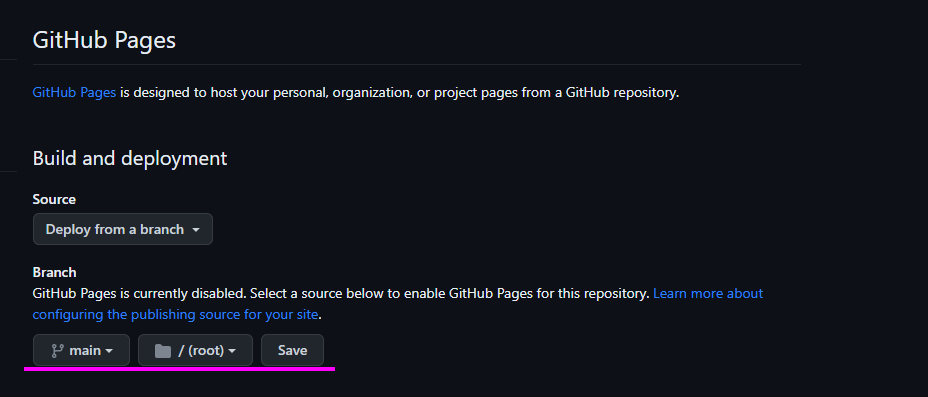 GitHub Pages
GitHub Pages is designed to host your personal, organization, or project pages from a GitHub repository.
Build and deployment
Source
Deploy from a branch
Branch
GitHub Pages is currently disabled. Select a source below to enable GitHub Pages for this repository. Learn more about
configuring the publishing source for your site.
main / (root) Save